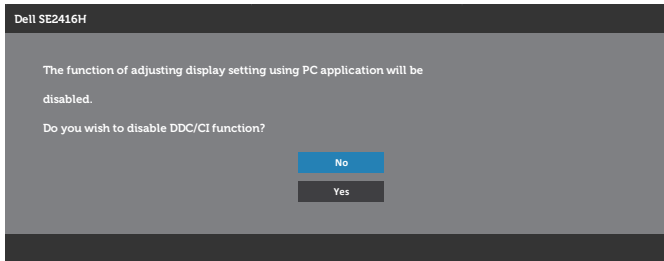 Dell SE2416H
The function of adjusting display setting using PC application will be
disabled.
Do you wish to disable DDC/CI function?
No
Yes